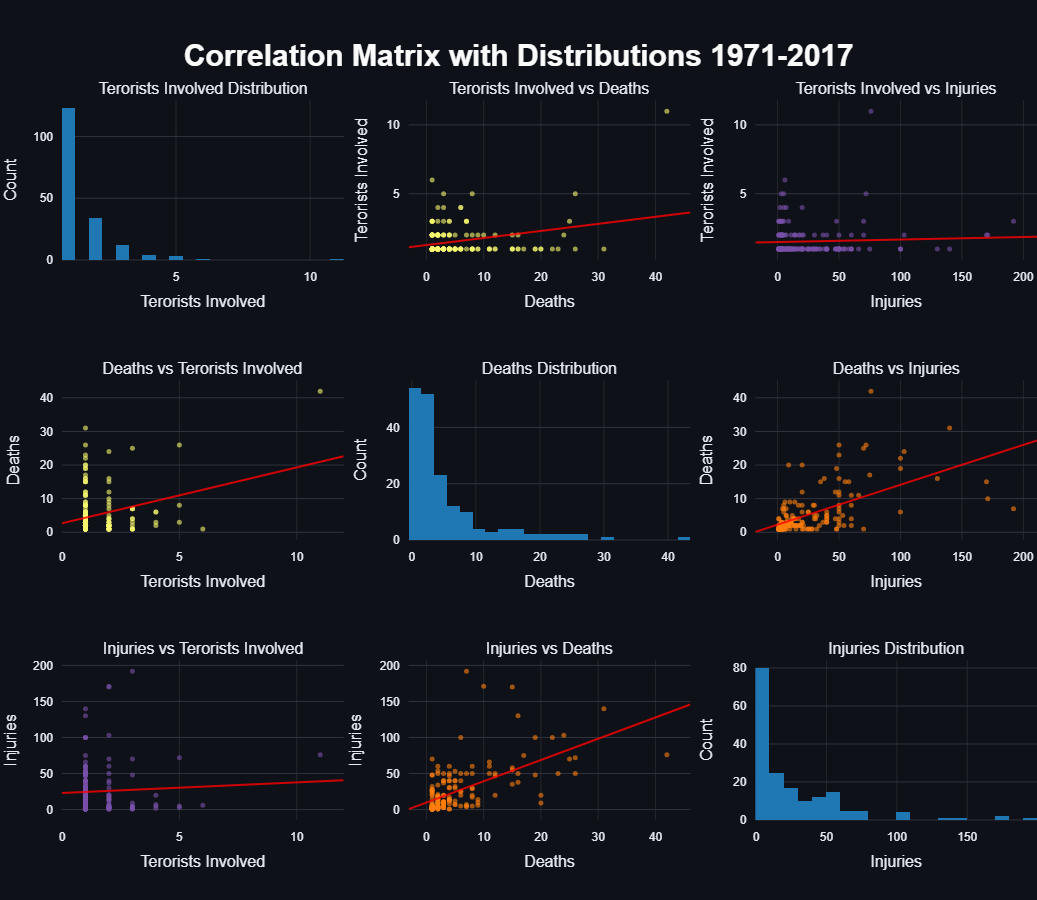 Correlation Matrix with Distributions 1971-2017
Terorists Involved Distribution
Terorists Involved vs Deaths
Terorists Involved vs Injuries
100
50
0
Count
5
10
Terorists Involved
10
5
Terorists Involved
0
10
20
30
40
Deaths
10
5
Terorists Involved
0
50
100
150
200
Injuries
Deaths vs Terorists Involved
Deaths Distribution
Deaths vs Injuries
40
30
20
10
0
Deaths
0
5
10
Terorists Involved
40
20
0
Count
0
10
20
30
40
Deaths
40
30
20
10
0
Deaths
0
50
100
150
200
Injuries
Injuries vs Terorists Involved
Injuries vs Deaths
Injuries Distribution
200
150
100
50
0
Injuries
0
5
10
Terorists Involved
200
150
100
50
0
Injuries
0
10
20
30
40
Deaths
80
60
40
20
0
Count
0
50
100
150
Injuries